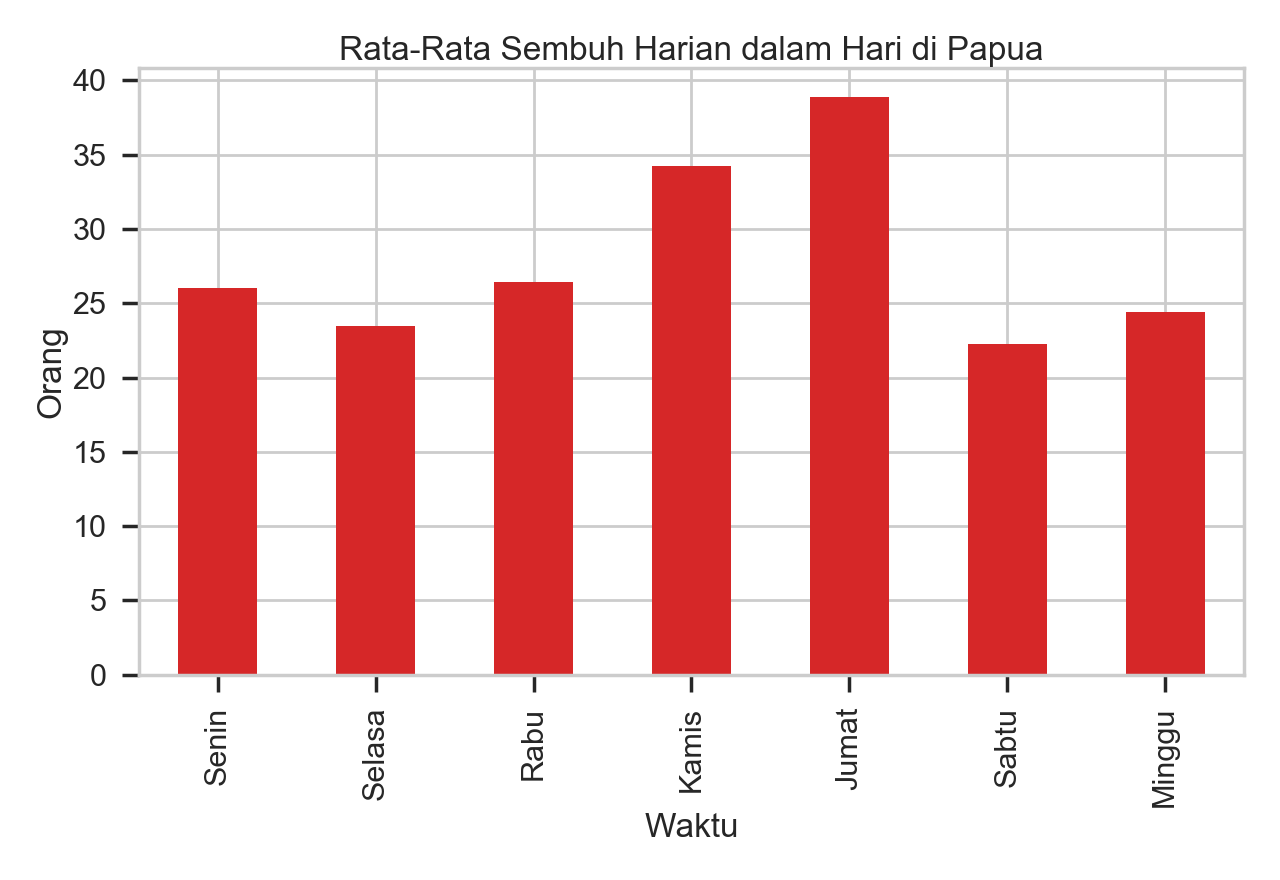 Rata-Rata Sembuh Harian dalam Hari di Papua
40
35
30
25
20
15
10
5
0
Orang
Senin
Selasa
Rabu
Kamis
Jumat
Sabtu
Minggu
Waktu